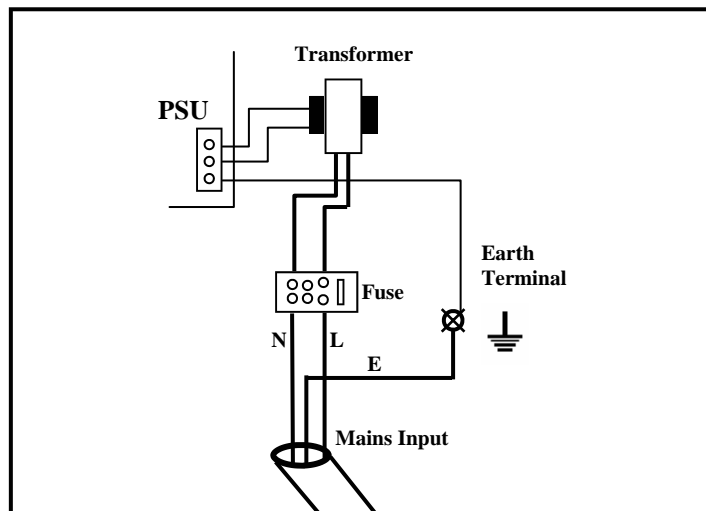 Transformer
PSU
Earth
Terminal
Fuse
N
L
E
Mains Input